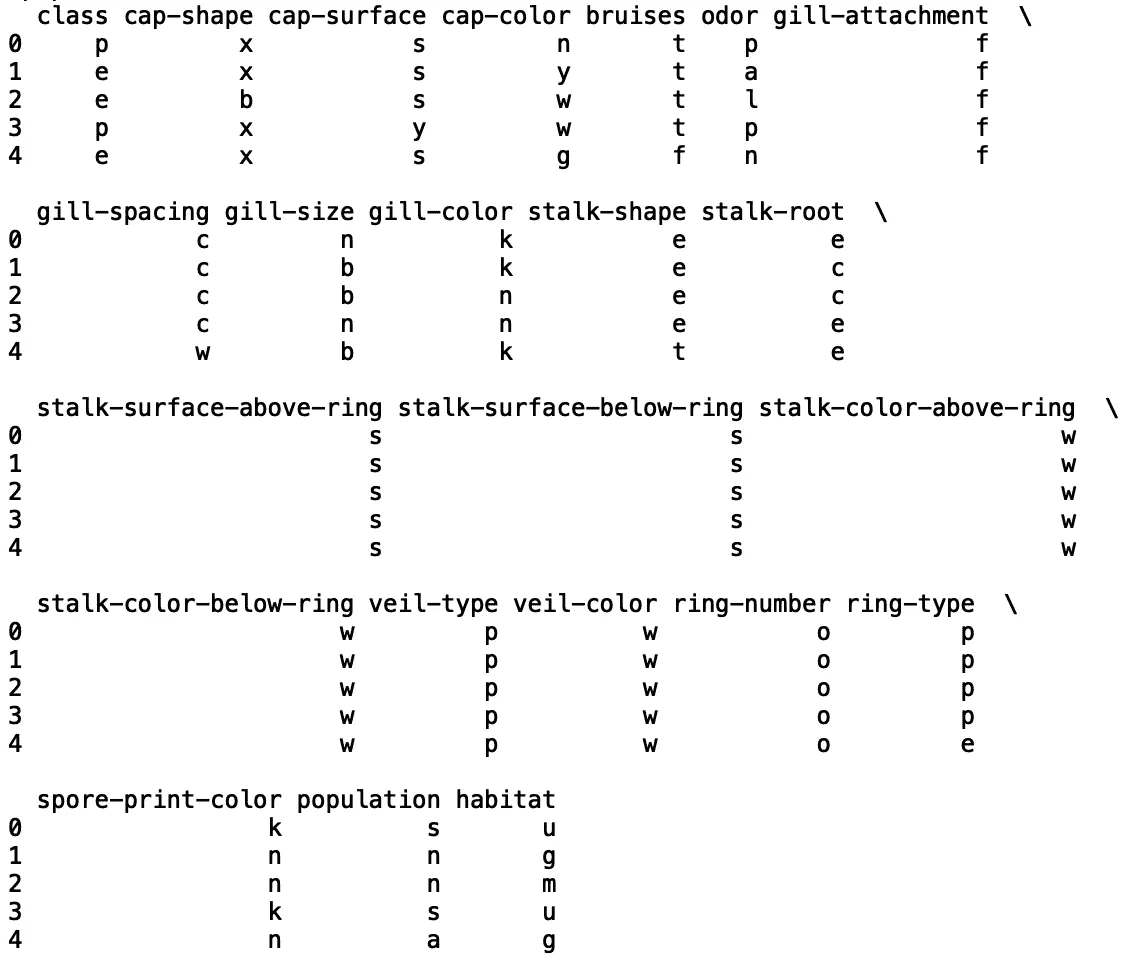 class cap-shape cap-surface cap-color bruises odor gill-attachment \
0 p x s n t p f
1 e x s y t a f
2 e b s w t l f
3 p x y w t p f
4 e x s g f n f
gill-spacing gill-size gill-color stalk-shape stalk-root \
0 c n k e e
1 c b k e c
2 c b n e c
3 c n n e e
4 w b k t e
stalk-surface-above-ring stalk-surface-below-ring stalk-color-above-ring \
0 s s w
1 s s w
2 s s w
3 s s w
4 s s w
stalk-color-below-ring veil-type veil-color ring-number ring-type \
0 w p w o p
1 w p w o p
2 w p w o p
3 w p w o p
4 w p w o e
spore-print-color population habitat
0 k s u
1 n n g
2 n n m
3 k s u
4 n a g